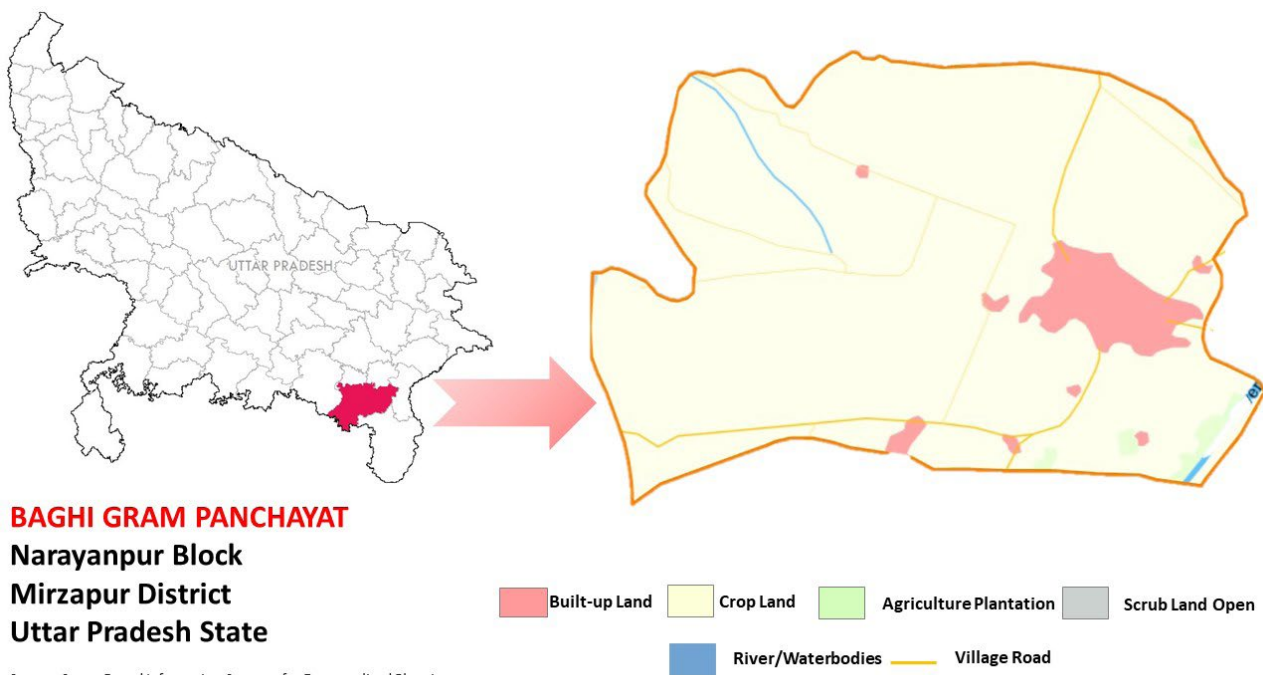 UTTAR PRADESH
BAGHI GRAM PANCHAYAT
Narayanpur Block
Mirzapur District
Uttar Pradesh State
Built-up Land
Crop Land
Agriculture Plantation
Scrub Land Open
River/Waterbodies
Village Road